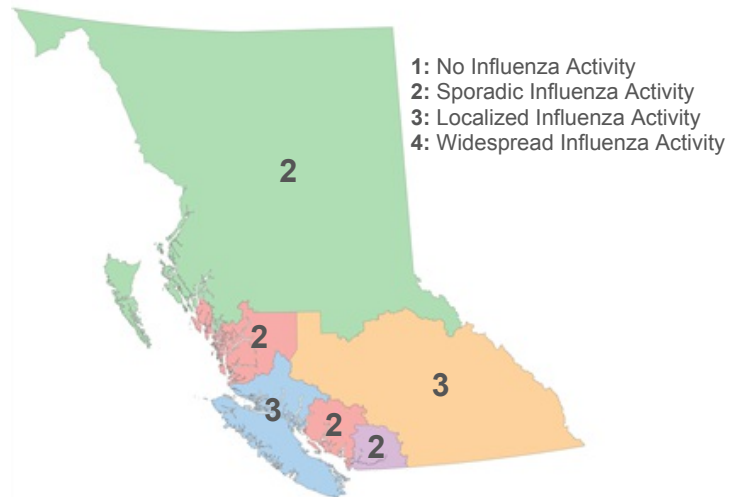 1: No Influenza Activity
2: Sporadic Influenza Activity
3: Localized Influenza Activity
4: Widespread Influenza Activity
2
2
3
3
2
2